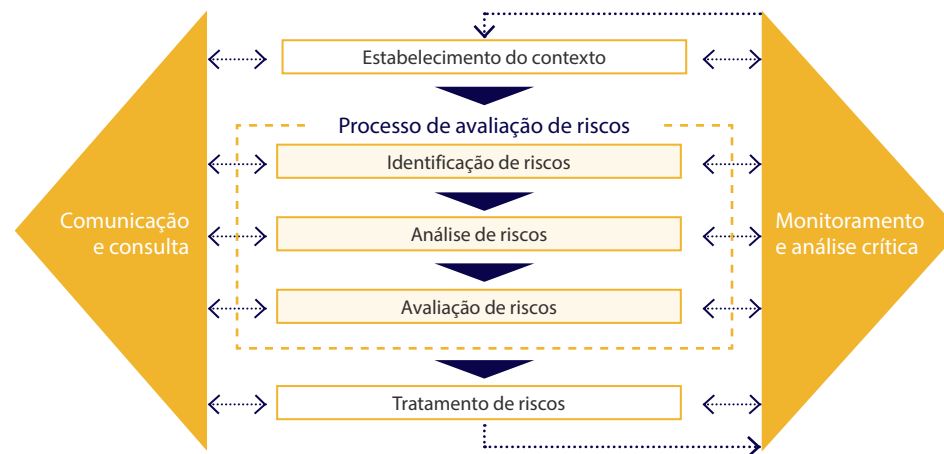 Estabelecimento do contexto
Processo de avaliação de riscos
Identificação de riscos
Comunicação
e consulta
Análise de riscos
Monitoramento
e análise crítica
Avaliação de riscos
Tratamento de riscos